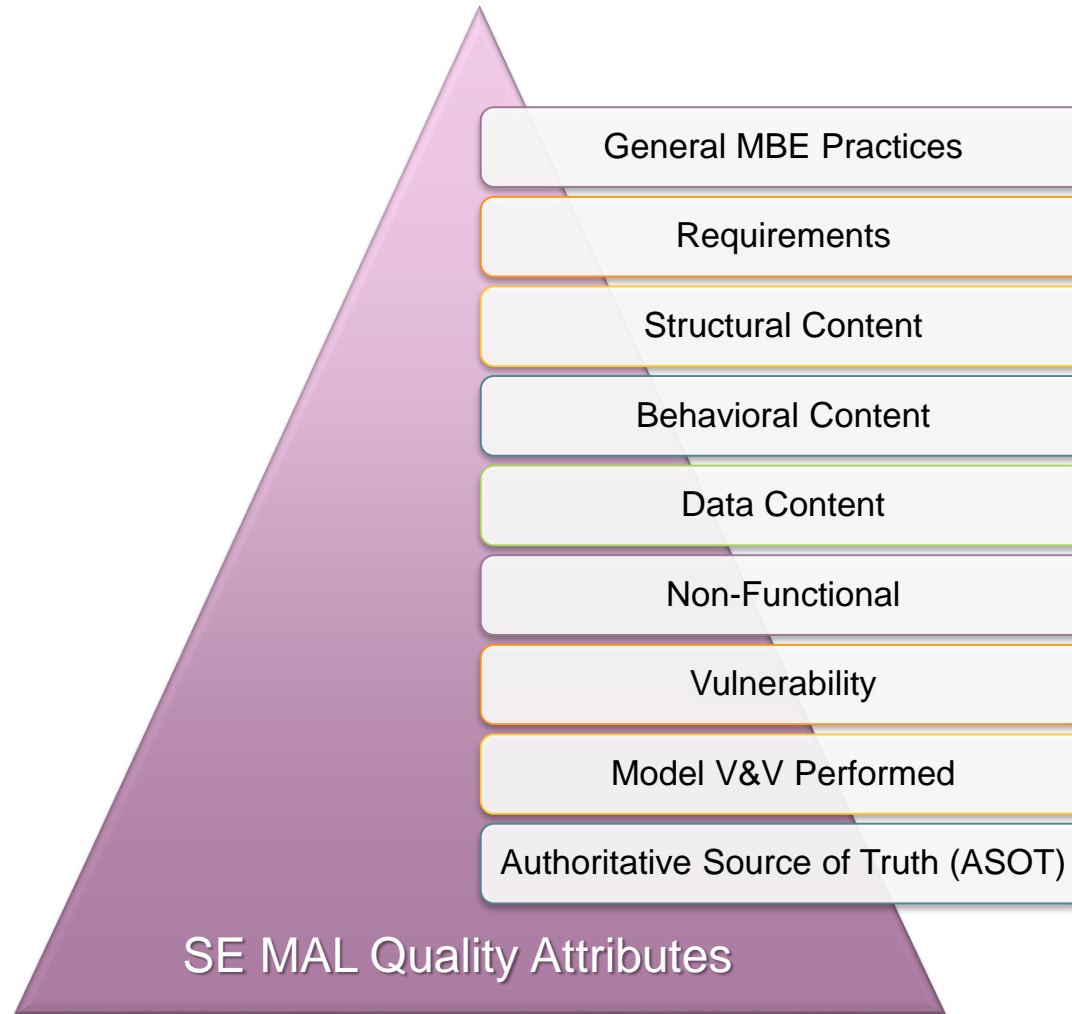 General MBE Practices
Requirements
Structural Content
Behavioral Content
Data Content
Non-Functional
Vulnerability
Model V&V Performed
Authoritative Source of Truth (ASOT)
SE MAL Quality Attributes